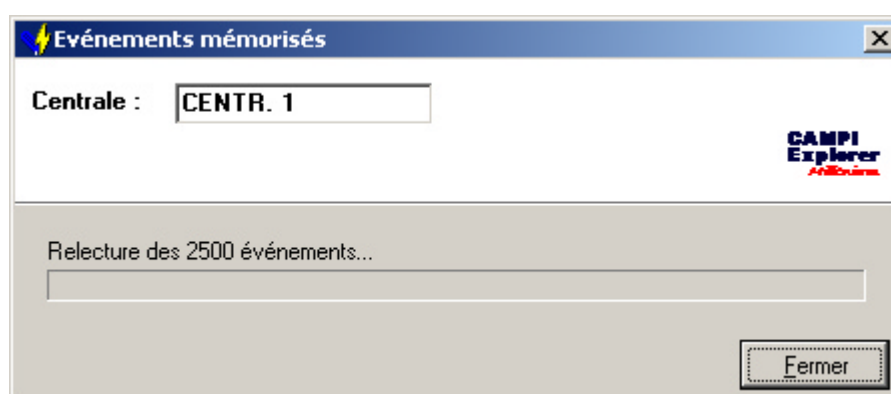 Evénements mémorisés
Centrale : CENTR. 1
CAMPI
Explorer
Relecture des 2500 événements...
Fermer